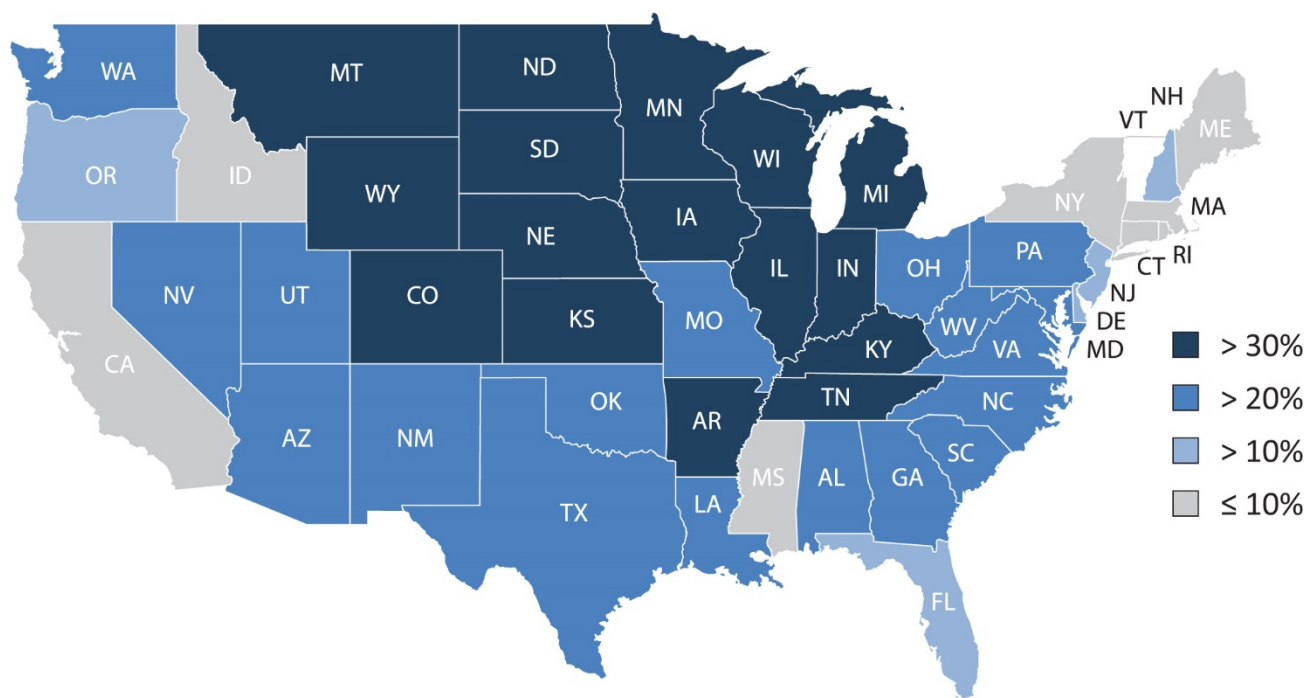 WA
MT
ND
MN
OR
ID
SD
WI
WY
MI
NH
VT
ME
NY
MA
NE
IA
PA
RI
CT
NV
UT
CO
KS
MO
IL
IN
OH
NJ
DE
WV
VA
MD
CA
KY
AZ
NM
OK
AR
TN
NC
SC
TX
LA
MS
AL
GA
FL
> 30%
> 20%
> 10%
≤ 10%